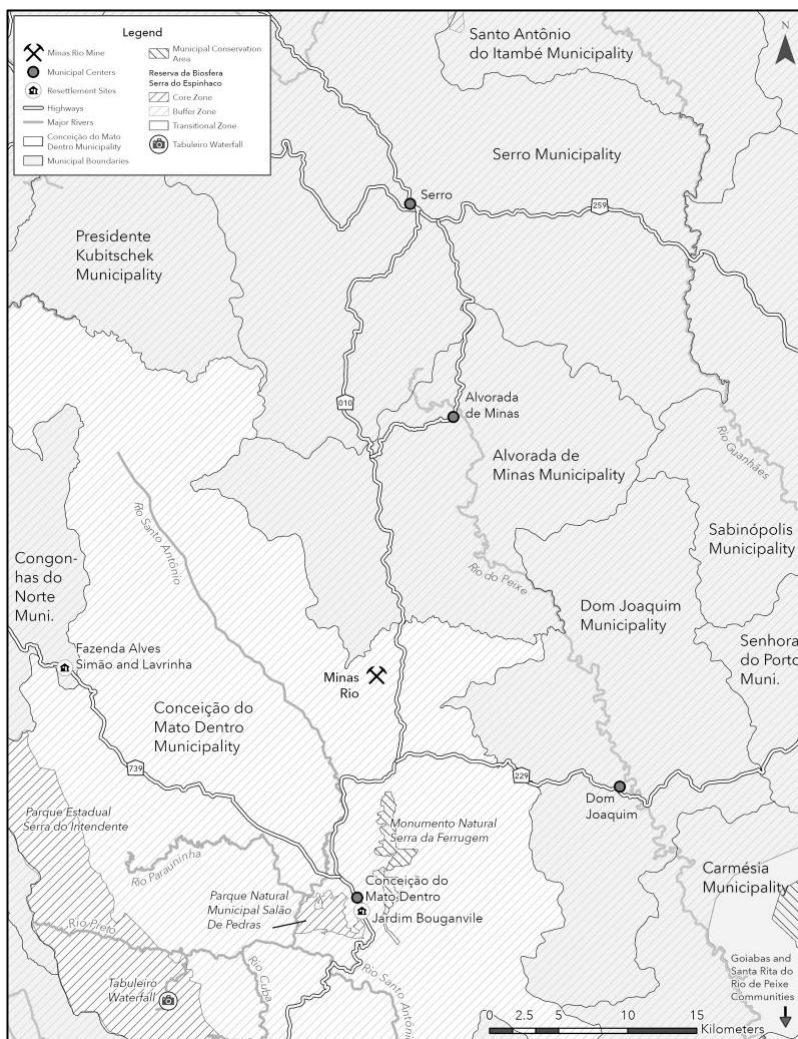 Legend
Minas Rio Mine
Municipal Centers
Resettlement Sites
Highways
Major Rivers
Conceição do Mato
Dentro Municipality
Municipal Boundaries
Municipal Conservation
Area
Reserva da Biosfera
Serra do Espinhaco
Core Zone
Buffer Zone
Transitional Zone
Tabuleiro Waterfall
N
Santo Antônio
do Itambé Municipality
Serro Municipality
Serro
259
Presidente
Kubitschek
Municipality
010
Alvorada
de Minas
Alvorada de
Minas Municipality
Rio Guanhães
Rio Santo Antônio
Sabinópolis
Municipality
Congon-
has do
Norte
Muni.
Rio do Peixe
Dom Joaquim
Municipality
Senhora
do Porto
Muni.
Fazenda Alves
Simão and Lavrinha
Minas
Rio
Conceição do
Mato Dentro
Municipality
739
229
Dom
Joaquim
Parque Estadual
Serra do Intendente
Monumento Natural
Serra da Ferrugem
Rio Parauninha
Carmésia
Municipality
Parque Natural
Municipal Salão
De Pedras
Conceição do
Mato Dentro
Jardim Bouganvile
Rio Preto
Tabuleiro
Waterfall
Rio Cuba
Rio Santo Antônio
Goiabas and
Santa Rita do
Rio de Peixe
Communities
0 2.5 5 10 15
Kilometers